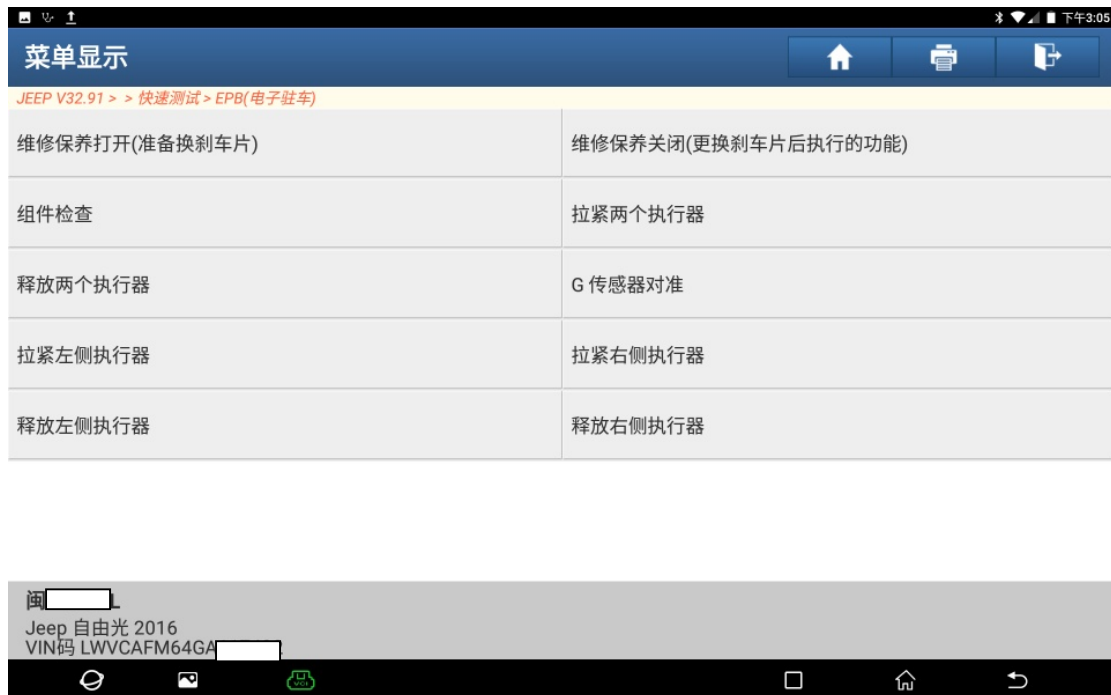 下午3:05
菜单显示
JEEP V32.91 > > 快速测试 > EPB(电子驻车)
维修保养打开(准备换刹车片)
维修保养关闭(更换刹车片后执行的功能)
组件检查
拉紧两个执行器
释放两个执行器
G 传感器对准
拉紧左侧执行器
拉紧右侧执行器
释放左侧执行器
释放右侧执行器
闽 L
Jeep 自由光 2016
VIN码 LWVCAFM64GA
VCI